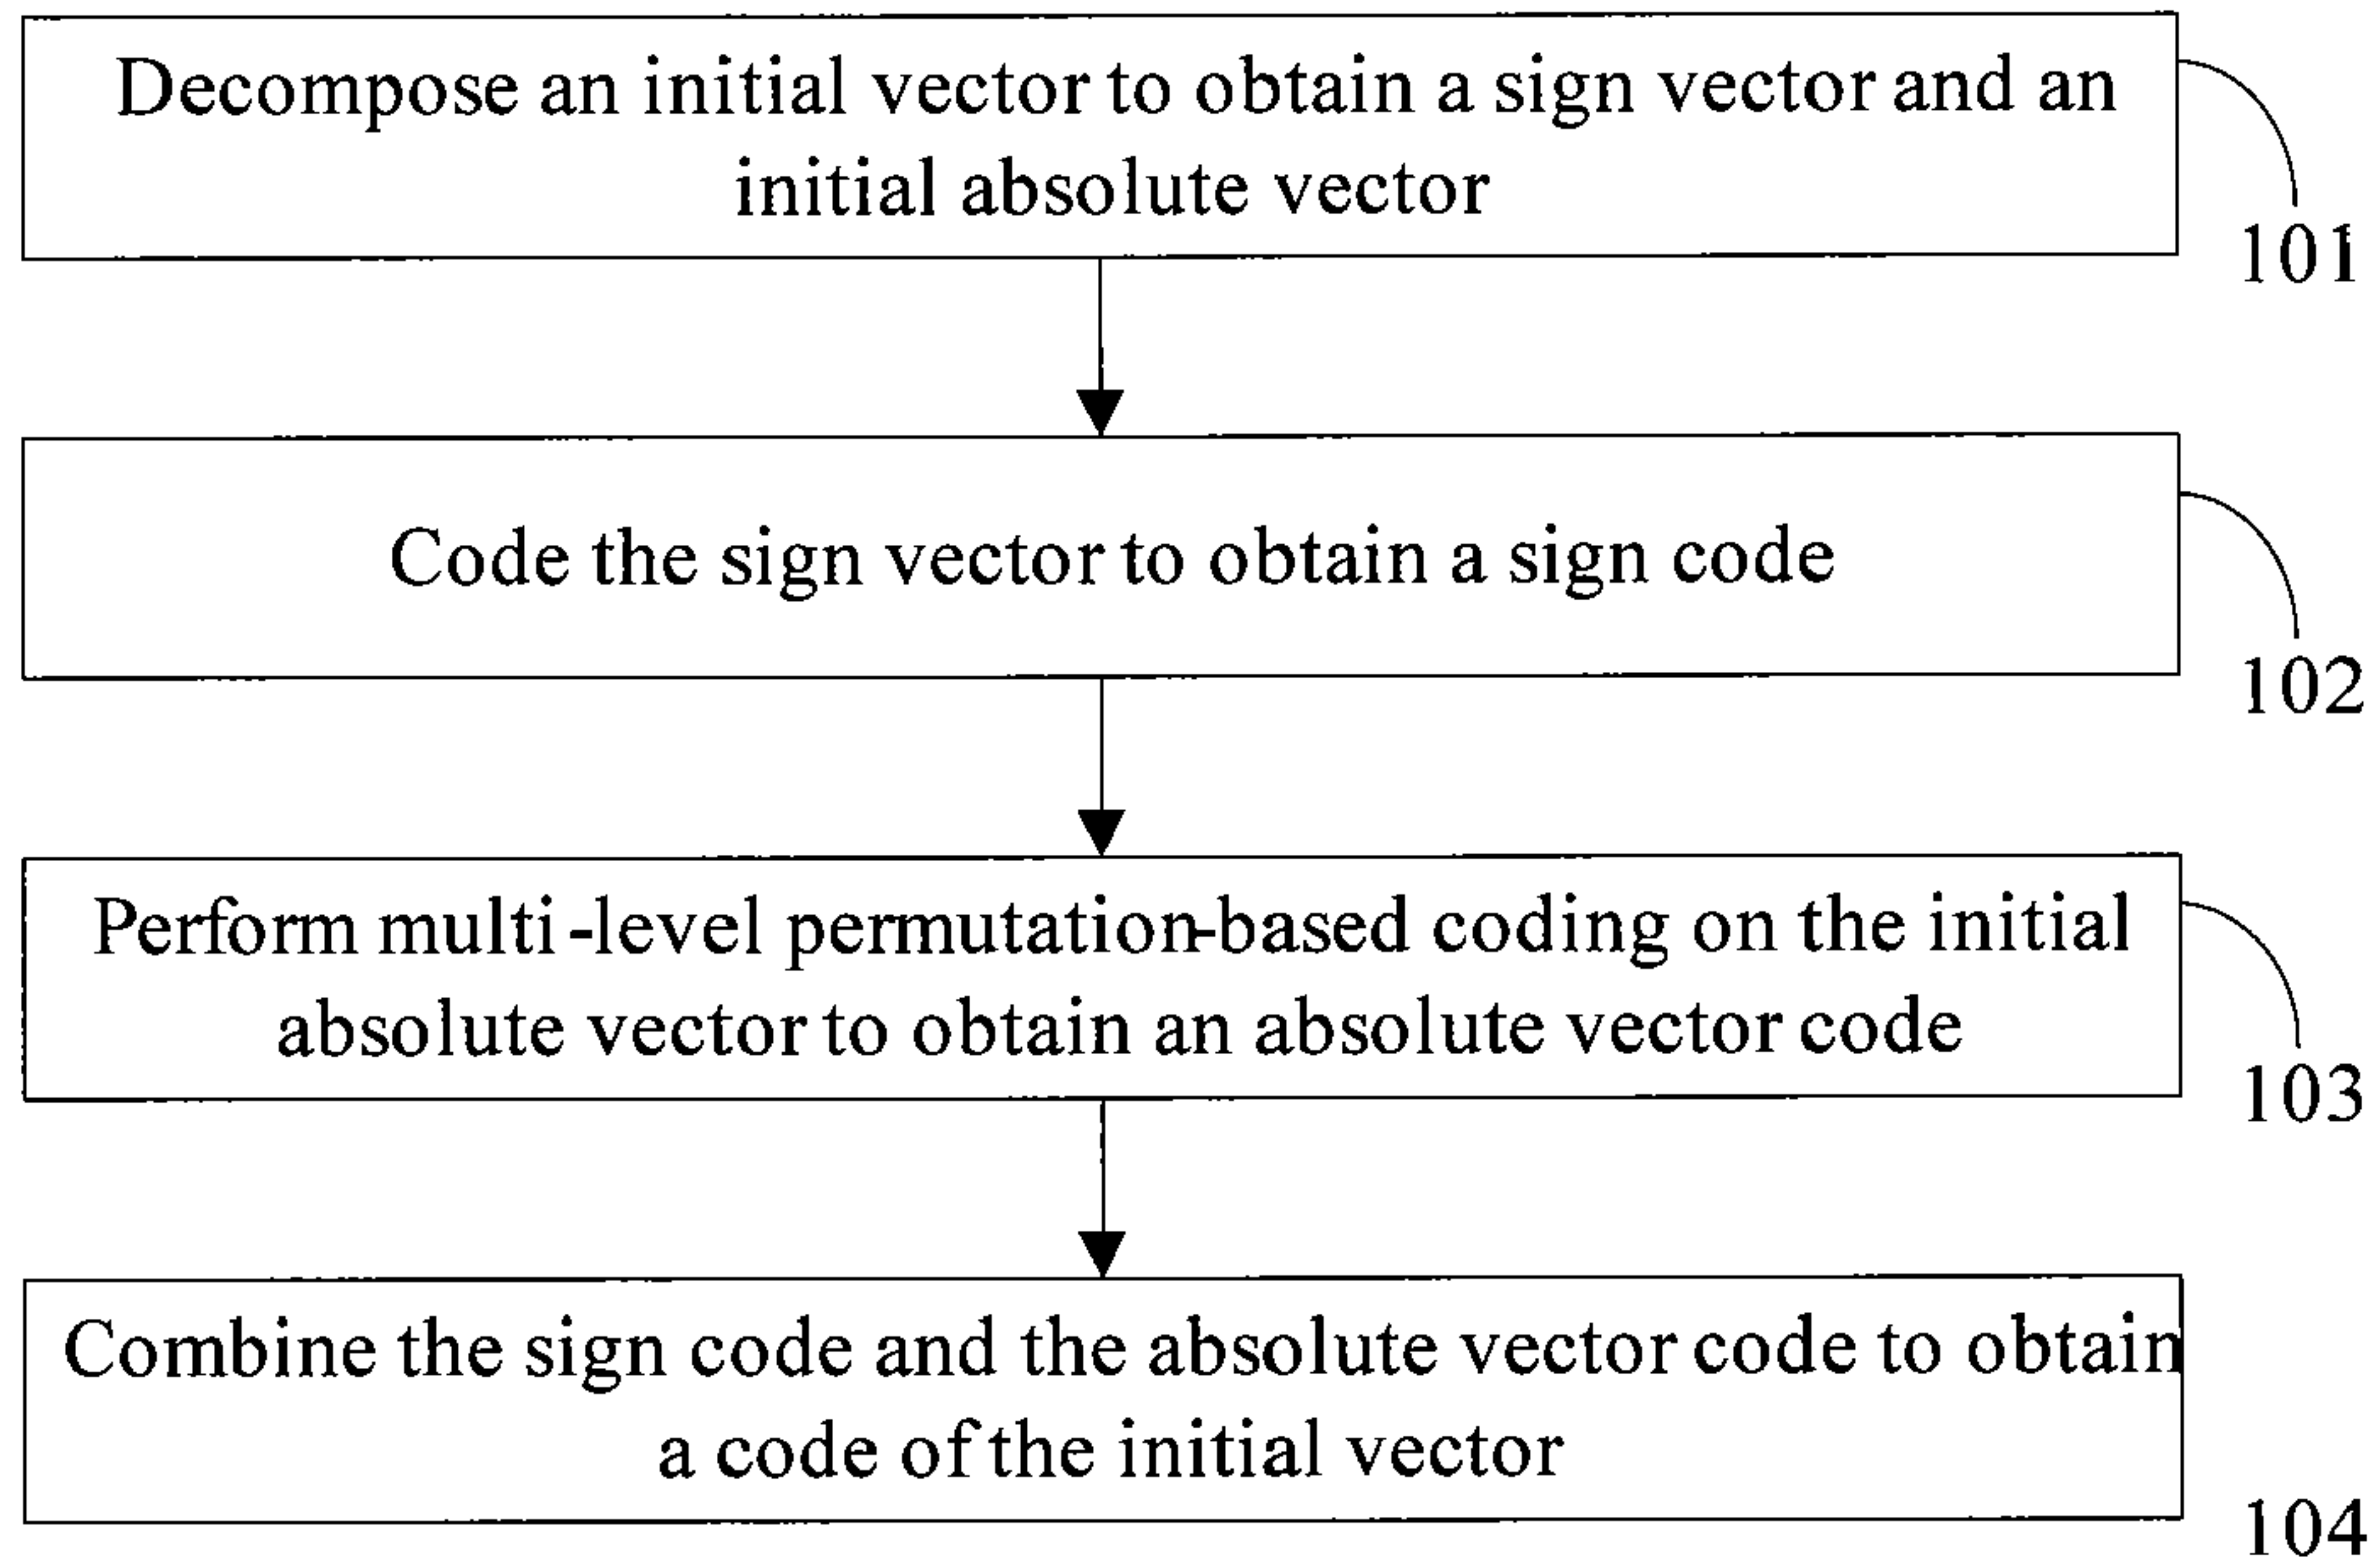 Decompose an initial vector to obtain a sign vector and an
initial absolute vector
101
Code the sign vector to obtain a sign code
102
Perform multi-level permutation-based coding on the initial
absolute vector to obtain an absolute vector code
103
Combine the sign code and the absolute vector code to obtain
a code of the initial vector
104